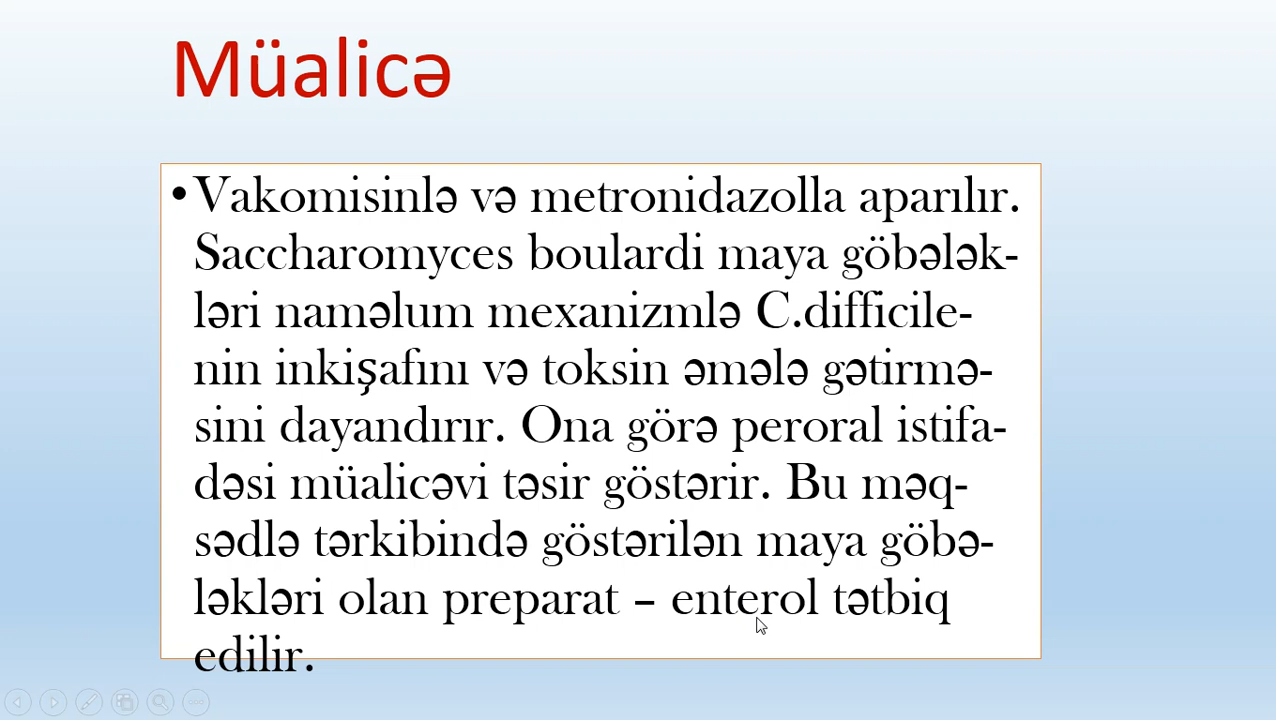 Müalicə
•Vakomisinlə və metronidazolla aparılır.
Saccharomyces boulardi maya göbələk-
ləri naməlum mexanizmlə C.difficile-
nin inkişafını və toksin əmələ gətirmə-
sini dayandırır. Ona görə peroral istifa-
dəsi müalicəvi təsir göstərir. Bu məq-
sədlə tərkibində göstərilən maya göbə-
ləkləri olan preparat – enterol tətbiq
edilir.